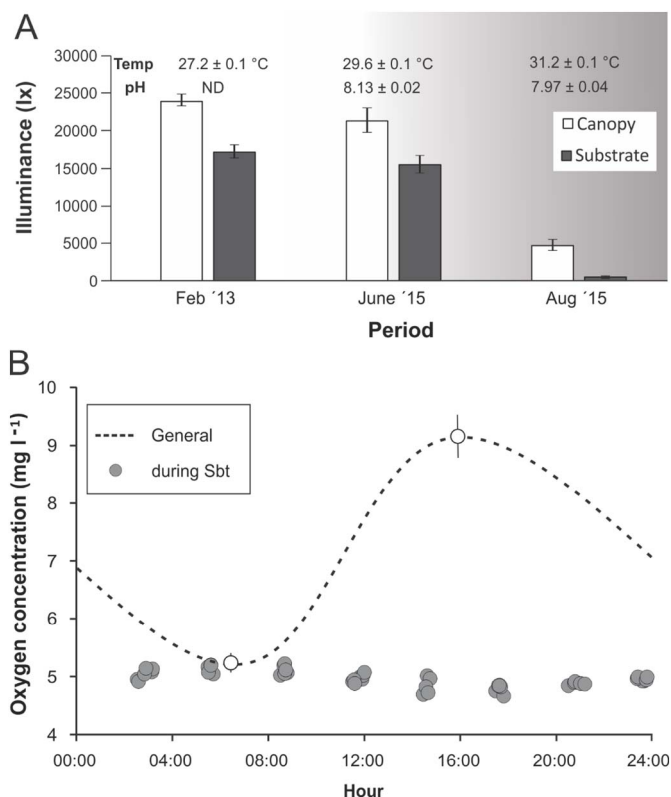 A
Temp 27.2 ± 0.1 °C 29.6 ± 0.1 °C 31.2 ± 0.1 °C
pH ND 8.13 ± 0.02 7.97 ± 0.04
Illuminance (lx)
30000
25000
20000
15000
10000
5000
0
Canopy
Substrate
Feb ´13 June ´15 Aug ´15
Period
B
Oxygen concentration (mg l⁻¹)
10
9
7
6
5
4
General
during Sbt
00:00 04:00 08:00 12:00 16:00 20:00 24:00
Hour